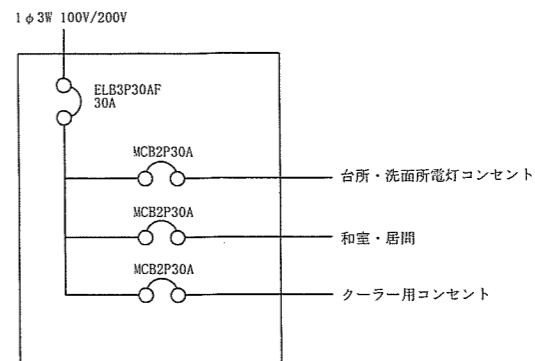 1φ3W 100V/200V
ELB3P30AF
30A
MCB2P30A
台所・洗面所電灯コンセント
MCB2P30A
和室・居間
MCB2P30A
クーラー用コンセント